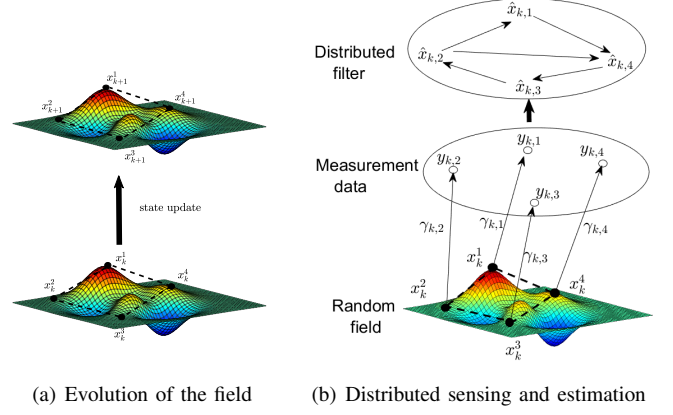 x^1_{k+1}
x^2_{k+1}
x^4_{k+1}
x^3_{k+1}
state update
x^1_k
x^2_k
x^4_k
x^3_k
(a) Evolution of the field
Distributed
filter
x̂_{k,1}
x̂_{k,2}
x̂_{k,4}
x̂_{k,3}
Measurement
data
y_{k,1}
y_{k,2}
y_{k,4}
y_{k,3}
γ_{k,2}
γ_{k,1}
γ_{k,3}
γ_{k,4}
Random
field
x^1_k
x^2_k
x^4_k
x^3_k
(b) Distributed sensing and estimation